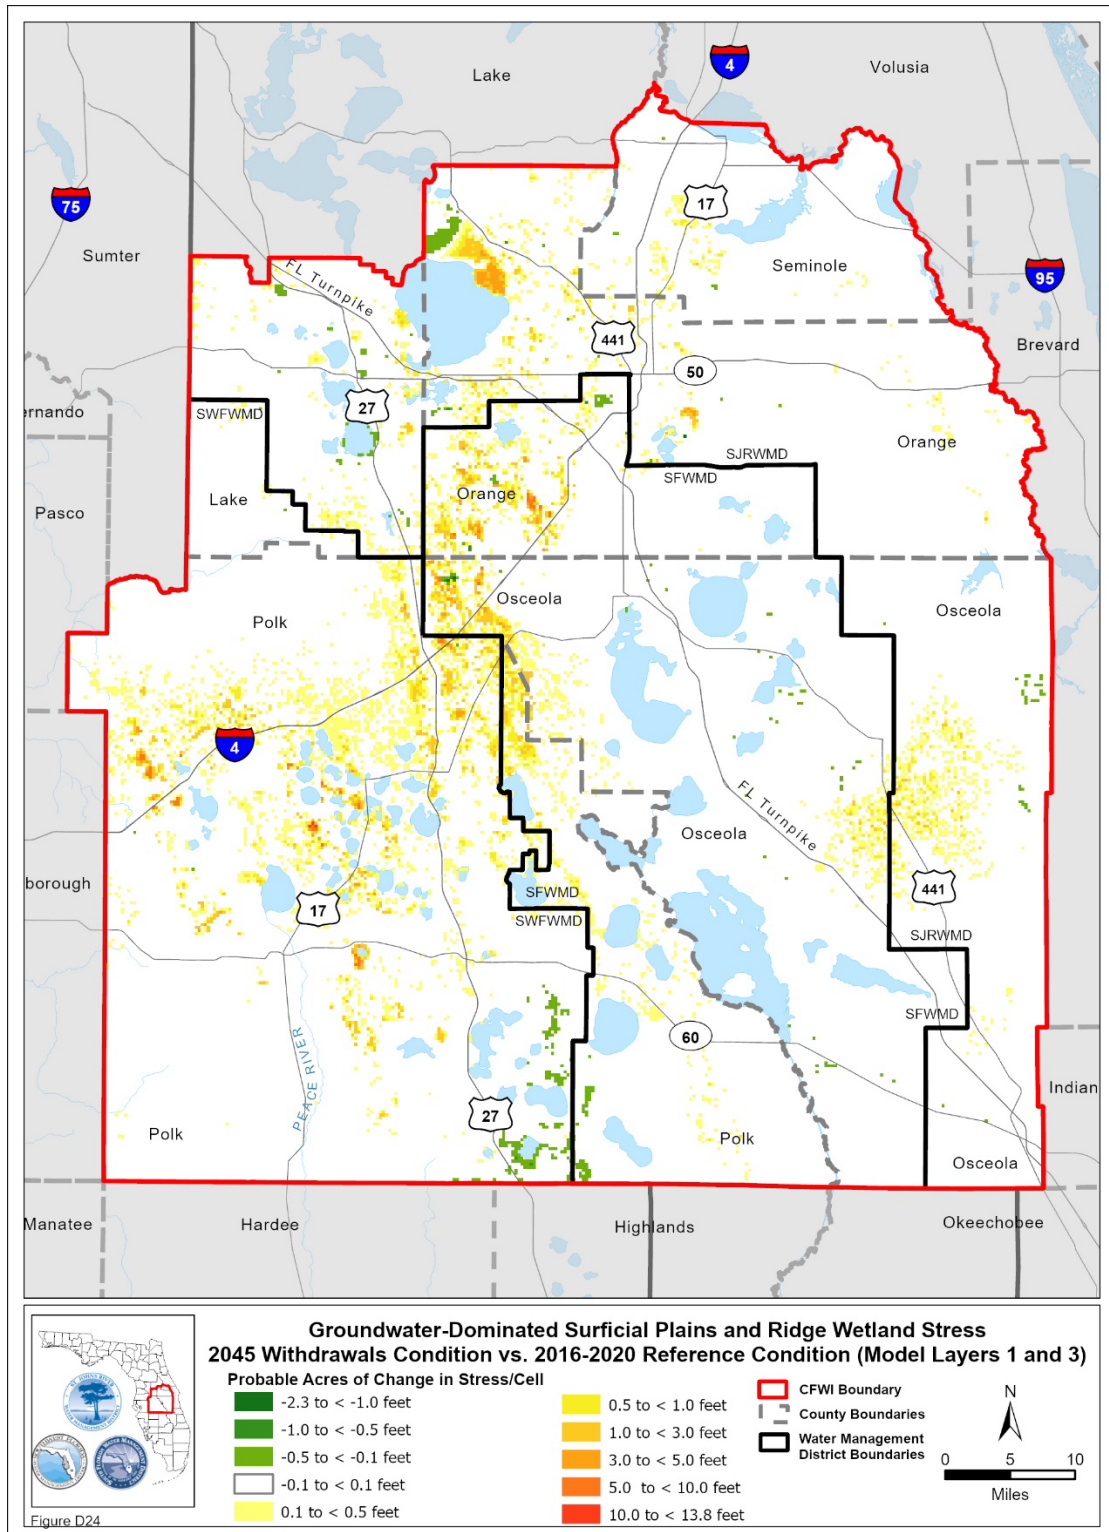 Lake
Volusia
4
75
17
Sumter
Seminole
95
FL Turnpike
441
Brevard
50
27
ernando
SWFWMD
Orange
SJRWMD
SFWMD
Lake
Orange
Pasco
Osceola
Osceola
Polk
4
FL Turnpike
Osceola
borough
441
SFWMD
17
SWFWMD
SJRWMD
SFWMD
60
PEACE RIVER
Indian
27
Polk
Polk
Osceola
Manatee
Hardee
Highlands
Okeechobee
Groundwater-Dominated Surficial Plains and Ridge Wetland Stress
2045 Withdrawals Condition vs. 2016-2020 Reference Condition (Model Layers 1 and 3)
Probable Acres of Change in Stress/Cell
-2.3 to < -1.0 feet
-1.0 to < -0.5 feet
-0.5 to < -0.1 feet
-0.1 to < 0.1 feet
0.1 to < 0.5 feet
0.5 to < 1.0 feet
1.0 to < 3.0 feet
3.0 to < 5.0 feet
5.0 to < 10.0 feet
10.0 to < 13.8 feet
CFWI Boundary
County Boundaries
Water Management
District Boundaries
N
0 5 10
Miles
Figure D24